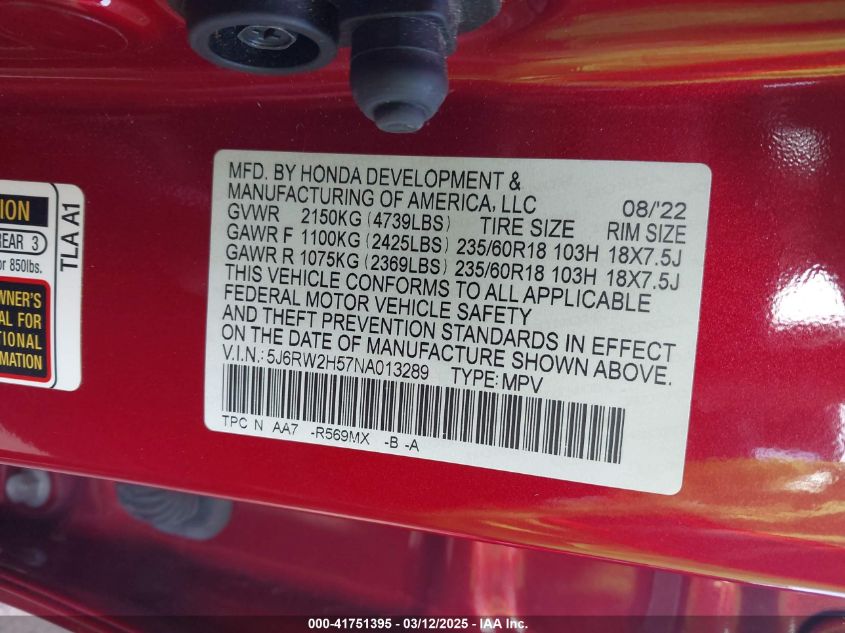 MFD. BY HONDA DEVELOPMENT &
MANUFACTURING OF AMERICA, LLC 08/'22
GVWR 2150KG (4739LBS) TIRE SIZE RIM SIZE
GAWR F 1100KG (2425LBS) 235/60R18 103H 18X7.5J
GAWR R 1075KG (2369LBS) 235/60R18 103H 18X7.5J
THIS VEHICLE CONFORMS TO ALL APPLICABLE
FEDERAL MOTOR VEHICLE SAFETY
AND THEFT PREVENTION STANDARDS IN EFFECT
ON THE DATE OF MANUFACTURE SHOWN ABOVE.
V.I.N.: 5J6RW2H57NA013289 TYPE: MPV
TPC N AA7 -R569MX -B -A
ION
REAR 3
or 850lbs.
WNER'S
AL FOR
TIONAL
MATION
TLA A1
000-41751395 - 03/12/2025 - IAA Inc.